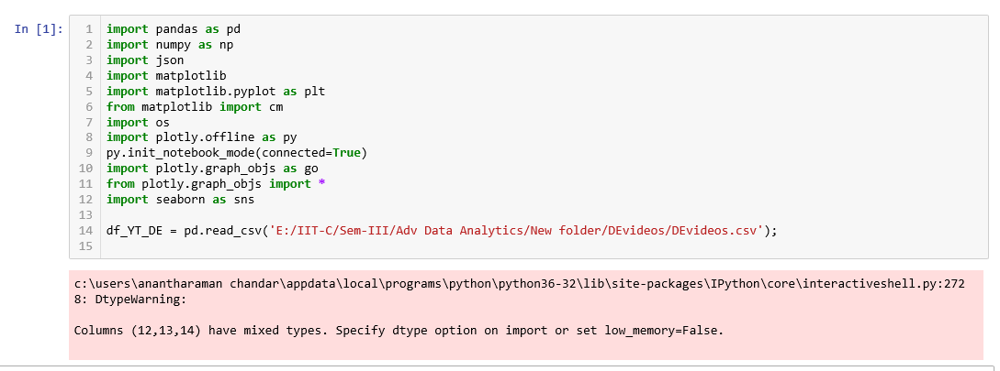 In [1]:
1 import pandas as pd
2 import numpy as np
3 import json
4 import matplotlib
5 import matplotlib.pyplot as plt
6 from matplotlib import cm
7 import os
8 import plotly.offline as py
9 py.init_notebook_mode(connected=True)
10 import plotly.graph_objs as go
11 from plotly.graph_objs import *
12 import seaborn as sns
13
14 df_YT_DE = pd.read_csv('E:/IIT-C/Sem-III/Adv Data Analytics/New folder/DEvideos/DEvideos.csv');
15
c:\users\anantharaman chandar\appdata\local\programs\python\python36-32\lib\site-packages\IPython\core\interactiveshell.py:272
8: DtypeWarning:
Columns (12,13,14) have mixed types. Specify dtype option on import or set low_memory=False.